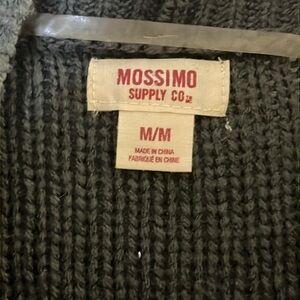 MOSSIMO
SUPPLY CO.
M/M
MADE IN CHINA
FABRIQUÉ EN CHINE